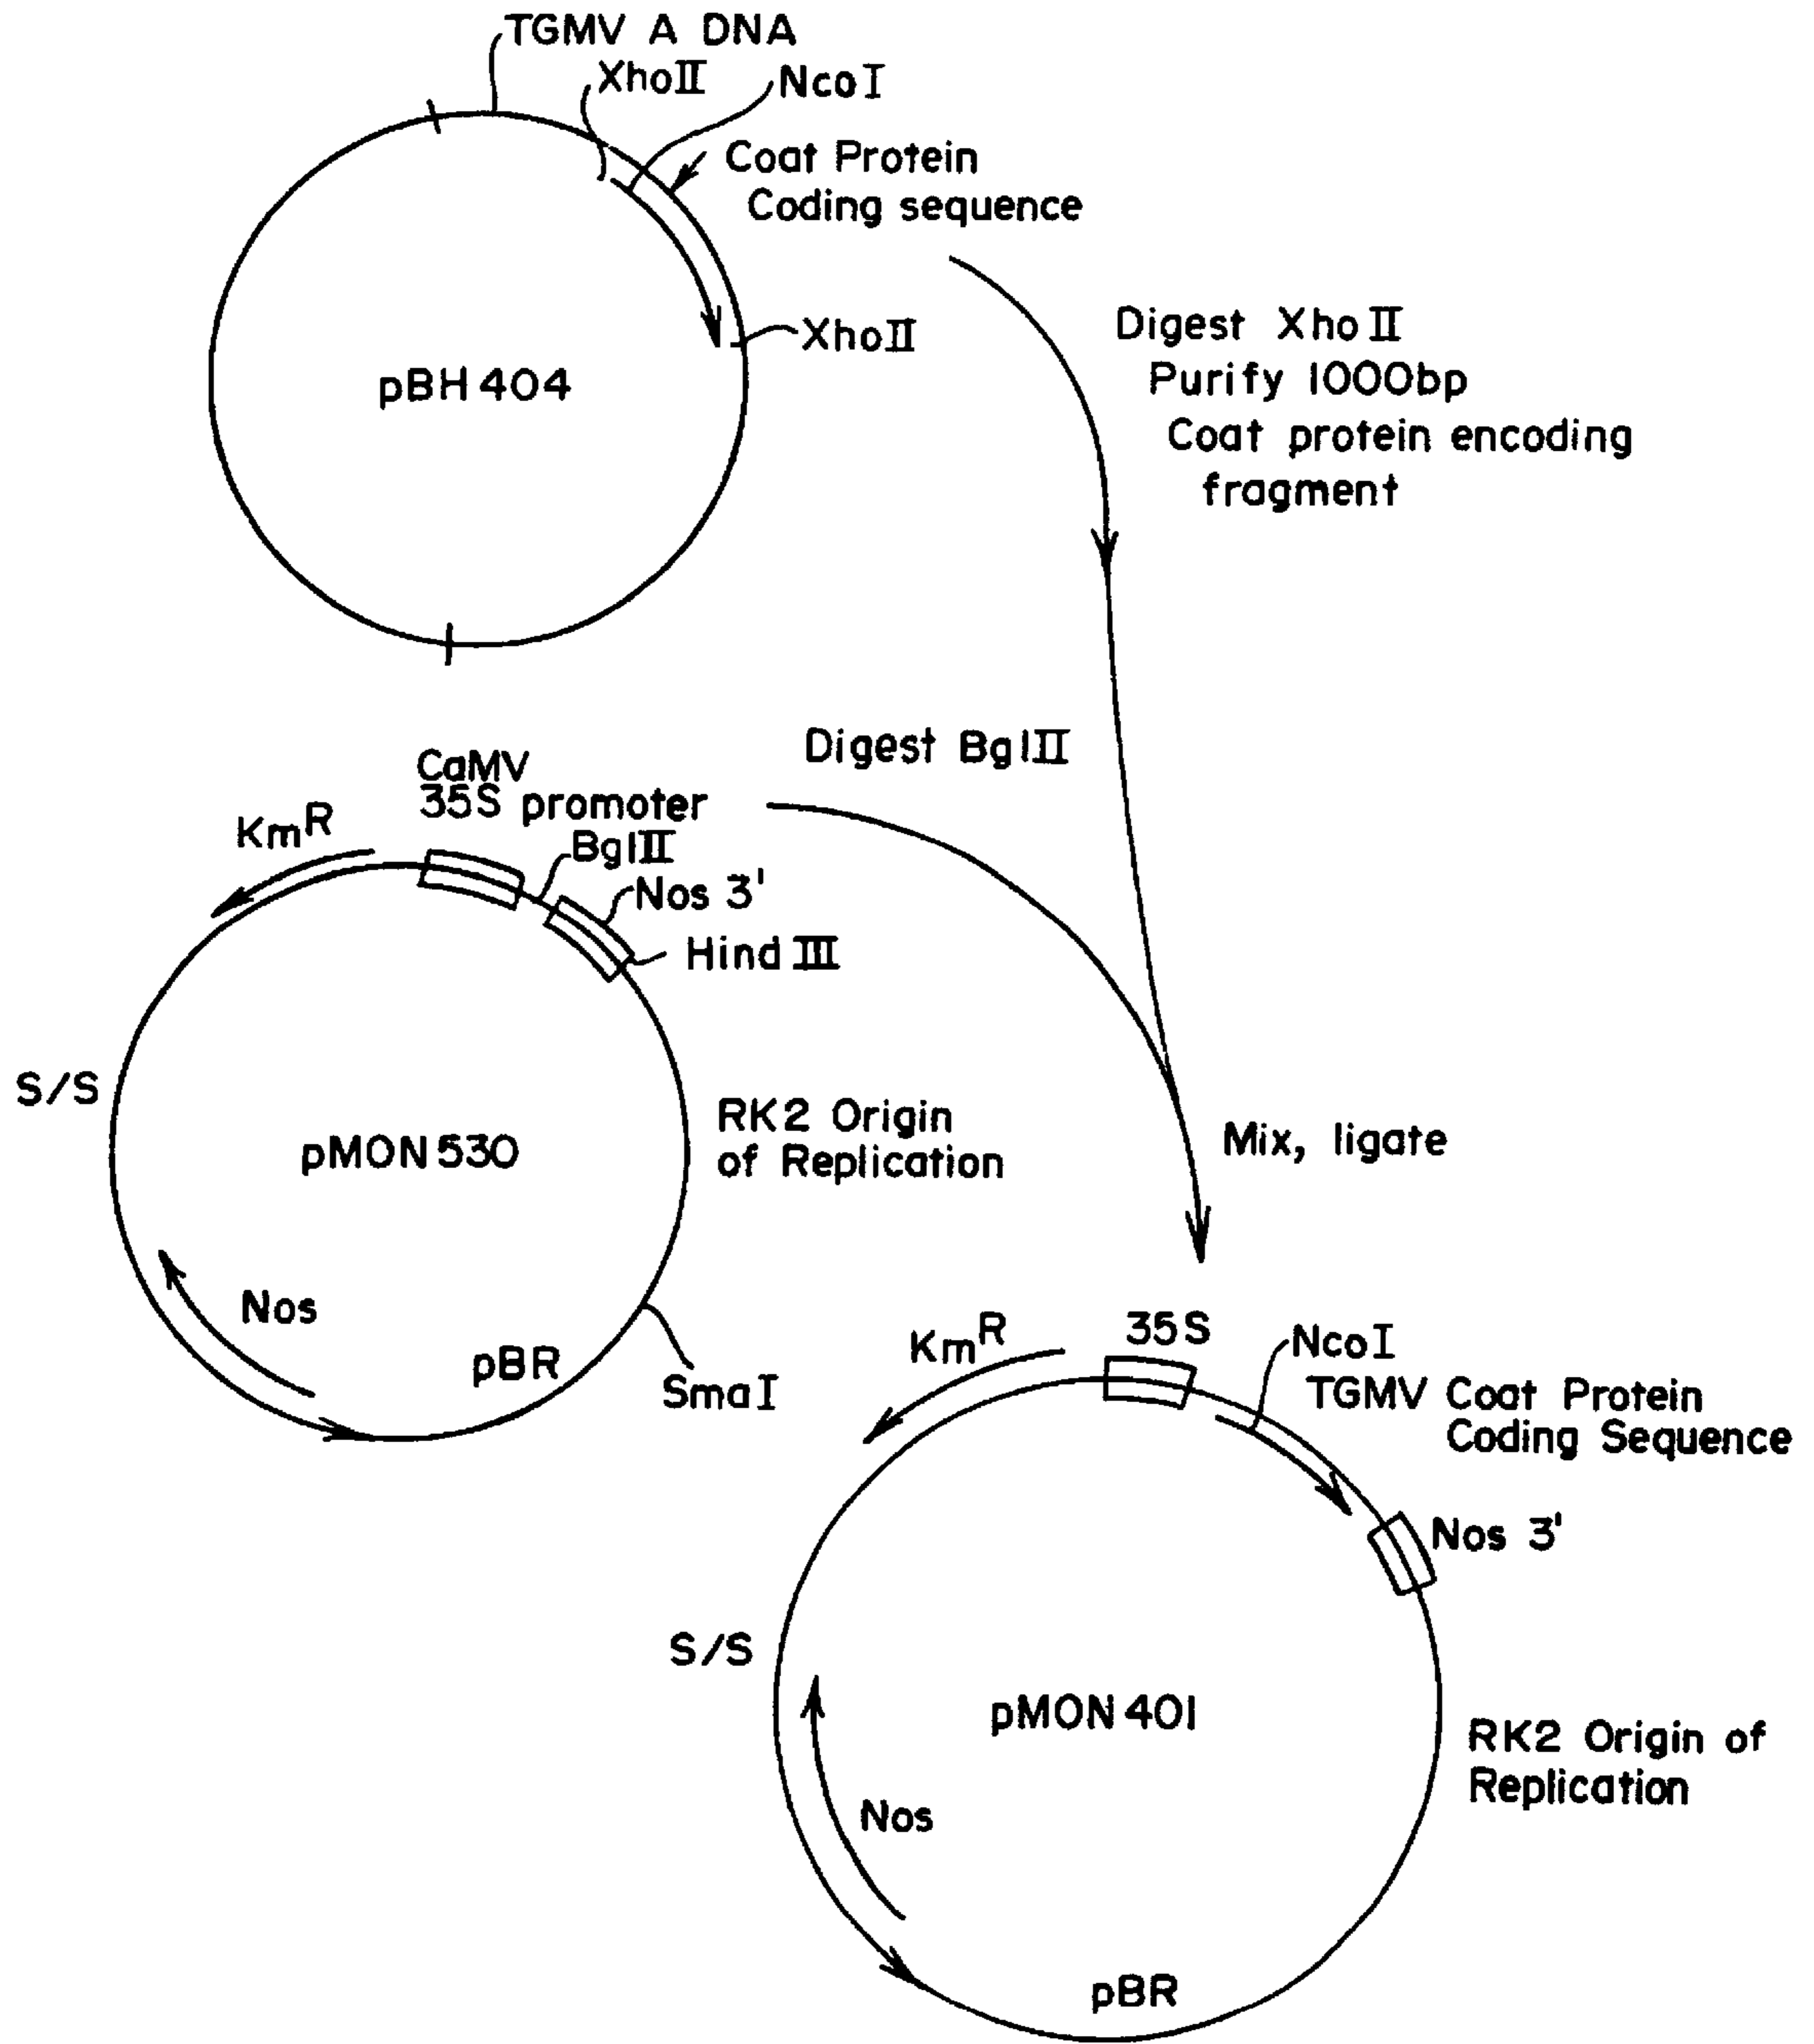 TGMV A DNA
XhoII
NcoI
Coat Protein
Coding sequence
XhoII
pBH404
Digest XhoII
Purify 1000bp
Coat protein encoding
fragment
Digest BglII
CaMV
35S promoter
KmR
BglII
Nos 3'
Hind III
S/S
pMON530
RK2 Origin
of Replication
Mix, ligate
Nos
pBR
SmaI
KmR
35S
NcoI
TGMV Coat Protein
Coding Sequence
Nos 3'
S/S
pMON401
RK2 Origin of
Replication
Nos
pBR